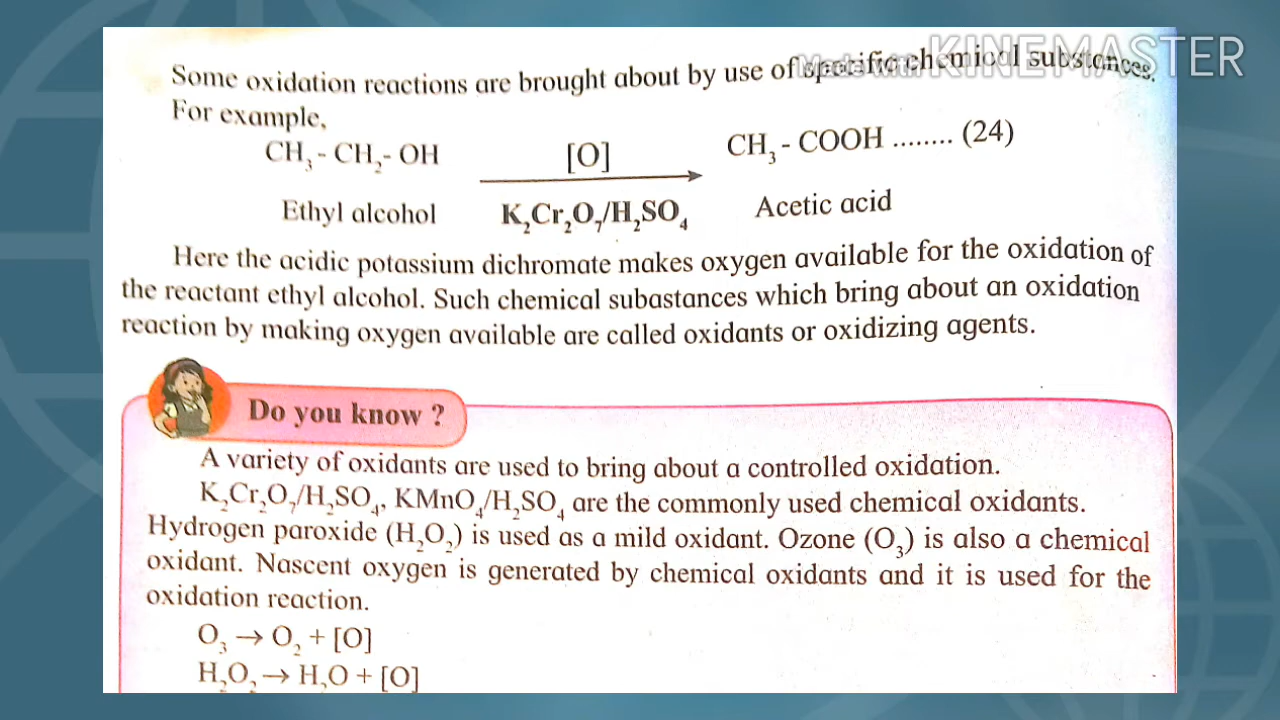 Made with KINEMASTER
Some oxidation reactions are brought about by use of specific chemical substances.
For example,
CH₃ - CH₂- OH [O] CH₃ - COOH ........ (24)
Ethyl alcohol K₂Cr₂O₇/H₂SO₄ Acetic acid
Here the acidic potassium dichromate makes oxygen available for the oxidation of
the reactant ethyl alcohol. Such chemical subastances which bring about an oxidation
reaction by making oxygen available are called oxidants or oxidizing agents.
Do you know ?
A variety of oxidants are used to bring about a controlled oxidation.
K₂Cr₂O₇/H₂SO₄, KMnO₄/H₂SO₄ are the commonly used chemical oxidants.
Hydrogen paroxide (H₂O₂) is used as a mild oxidant. Ozone (O₃) is also a chemical
oxidant. Nascent oxygen is generated by chemical oxidants and it is used for the
oxidation reaction.
O₃ → O₂ + [O]
H₂O₂ → H₂O + [O]